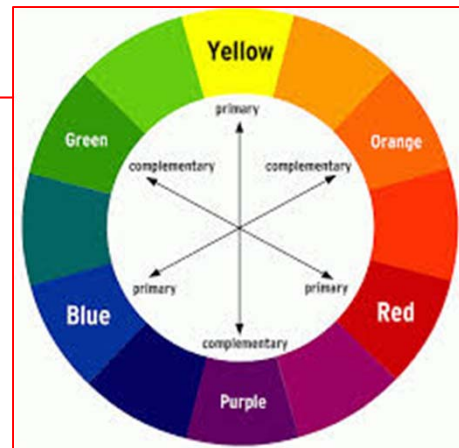 Yellow
primary
Green
Orange
complementary
complementary
primary
primary
Blue
Red
complementary
Purple